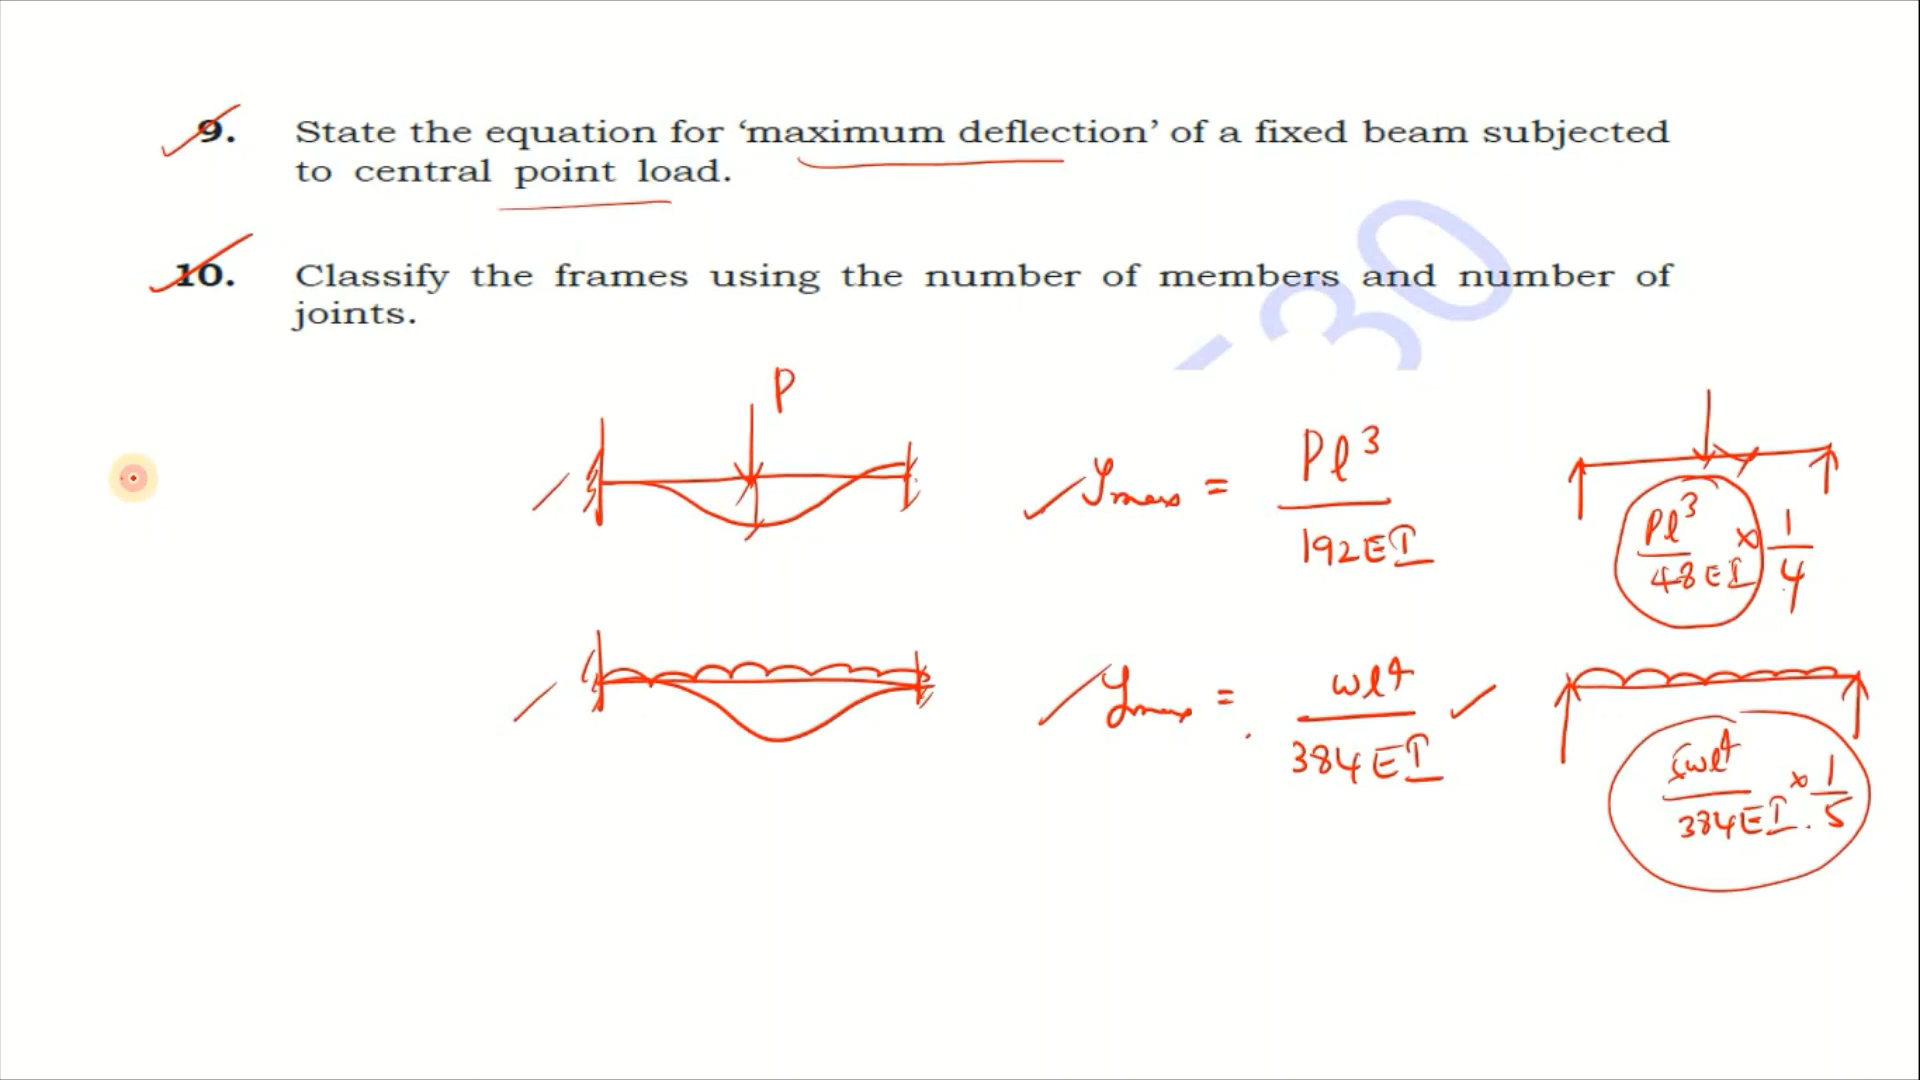 9. State the equation for ‘maximum deflection’ of a fixed beam subjected
to central point load.
10. Classify the frames using the number of members and number of
joints.
30
P
ymax = Pl³
192EI
Pl³ × 1
48EI 4
ymax = wl⁴
384EI
5wl⁴ × 1
384EI 5